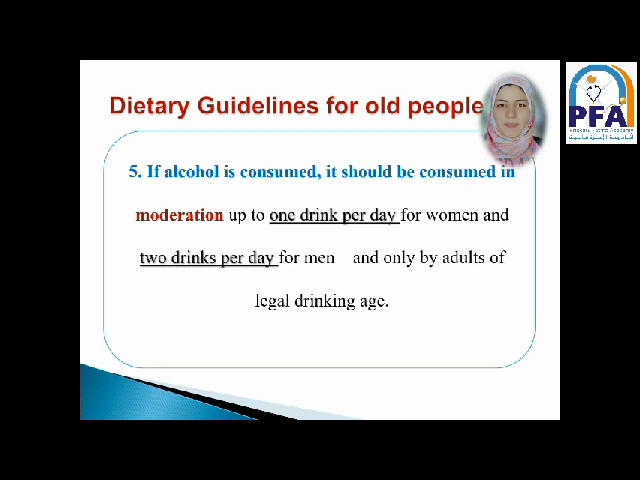 Dietary Guidelines for old people
5. If alcohol is consumed, it should be consumed in
moderation up to one drink per day for women and
two drinks per day for men and only by adults of
legal drinking age.
PFA